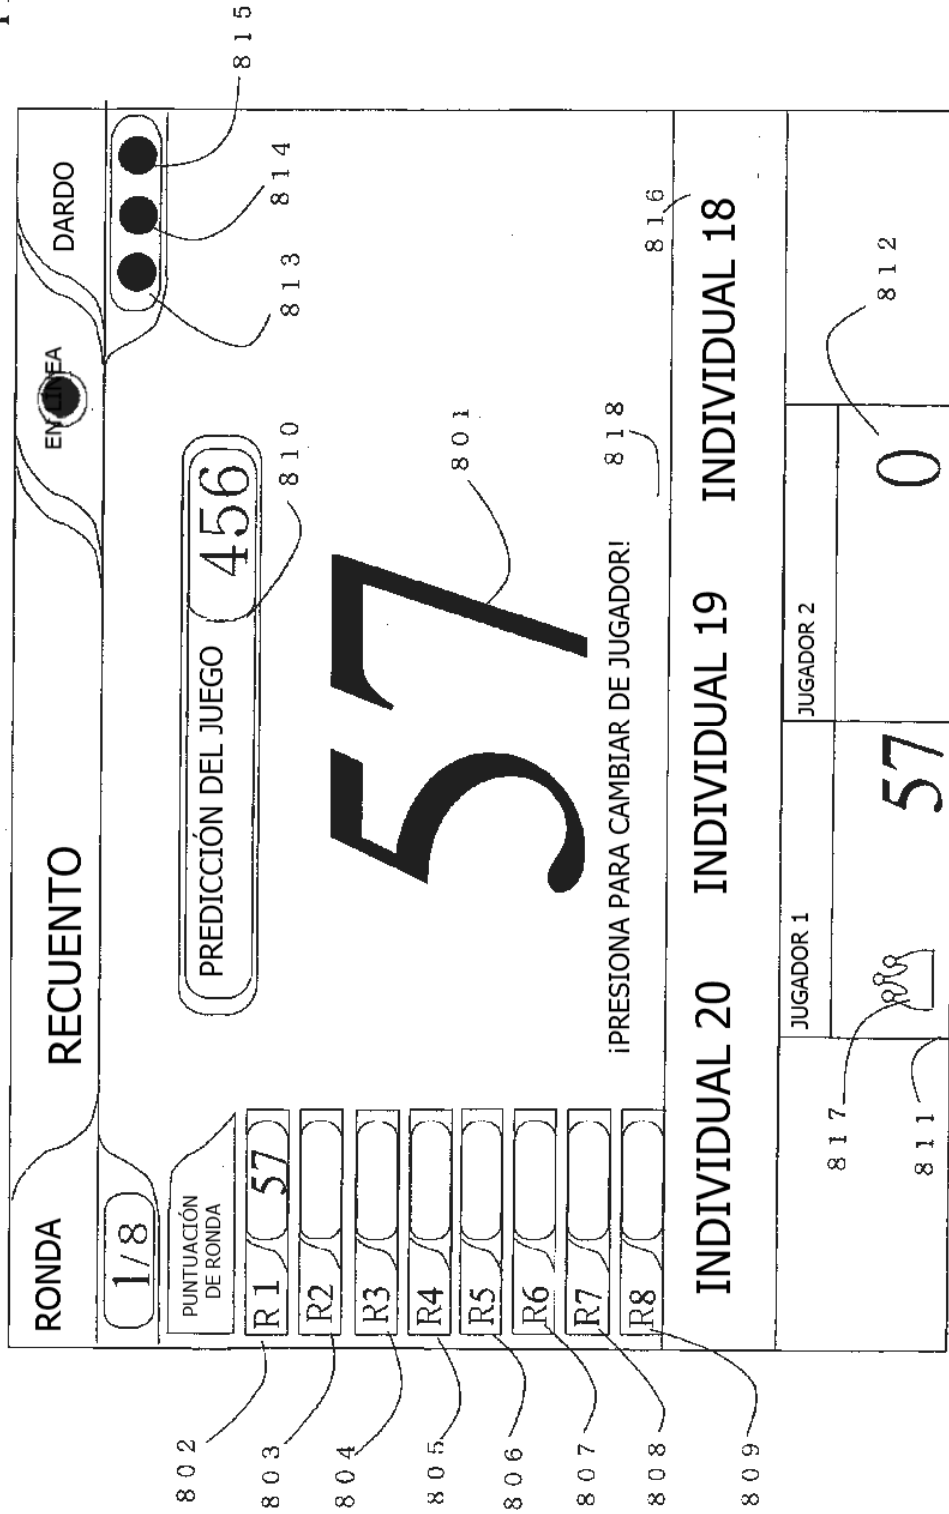 RONDA RECUENTO EN LÍNEA DARDO
1/8
815
814
813
PUNTUACIÓN
DE RONDA
PREDICCIÓN DEL JUEGO 456
810
802 R 1 57
803 R2
804 R3
805 R4
806 R5
807 R6
808 R7
809 R8
57
801
¡PRESIONA PARA CAMBIAR DE JUGADOR!
818
816
INDIVIDUAL 20 INDIVIDUAL 19 INDIVIDUAL 18
JUGADOR 1 JUGADOR 2
817
57 0
812
811